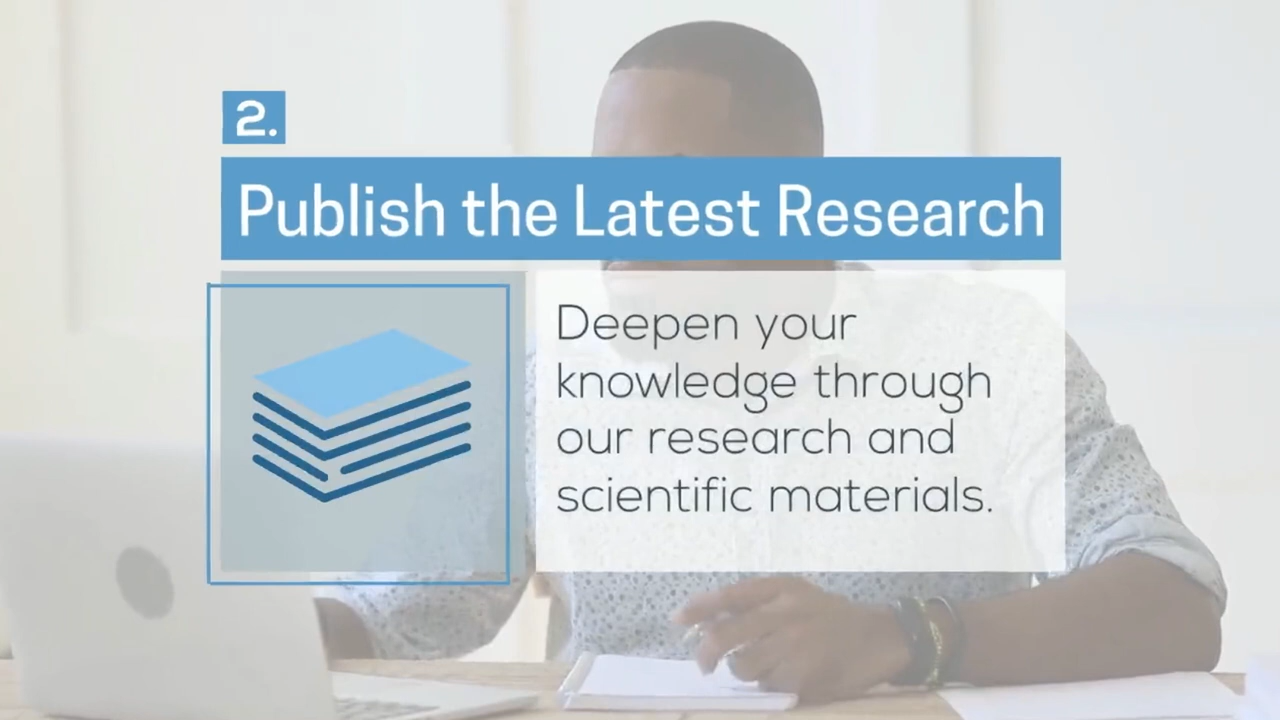 2.
Publish the Latest Research
Deepen your
knowledge through
our research and
scientific materials.